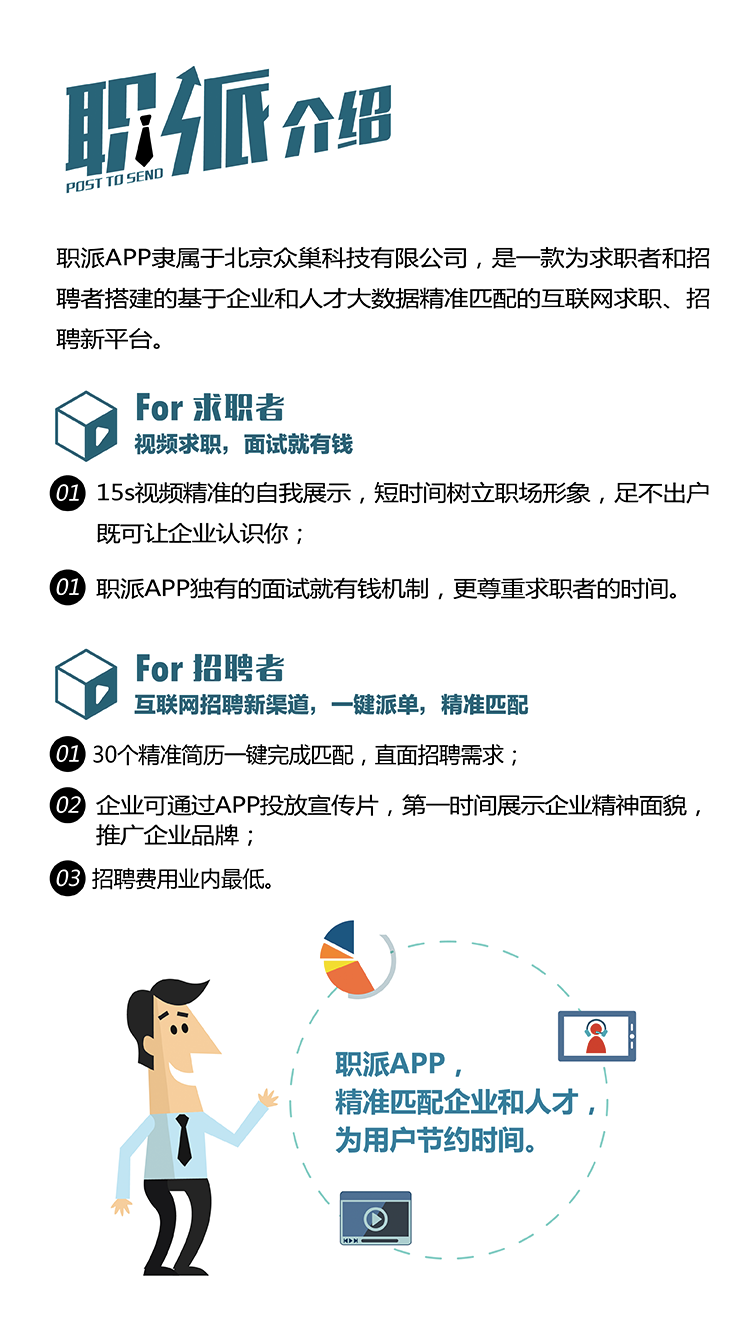 职派介绍
POST TO SEND
职派APP隶属于北京众巢科技有限公司，是一款为求职者和招
聘者搭建的基于企业和人才大数据精准匹配的互联网求职、招
聘新平台。
For 求职者
视频求职，面试就有钱
01 15s视频精准的自我展示，短时间树立职场形象，足不出户
既可让企业认识你；
01 职派APP独有的面试就有钱机制，更尊重求职者的时间。
For 招聘者
互联网招聘新渠道，一键派单，精准匹配
01 30个精准简历一键完成匹配，直面招聘需求；
02 企业可通过APP投放宣传片，第一时间展示企业精神面貌，
推广企业品牌；
03 招聘费用业内最低。
职派APP，
精准匹配企业和人才，
为用户节约时间。